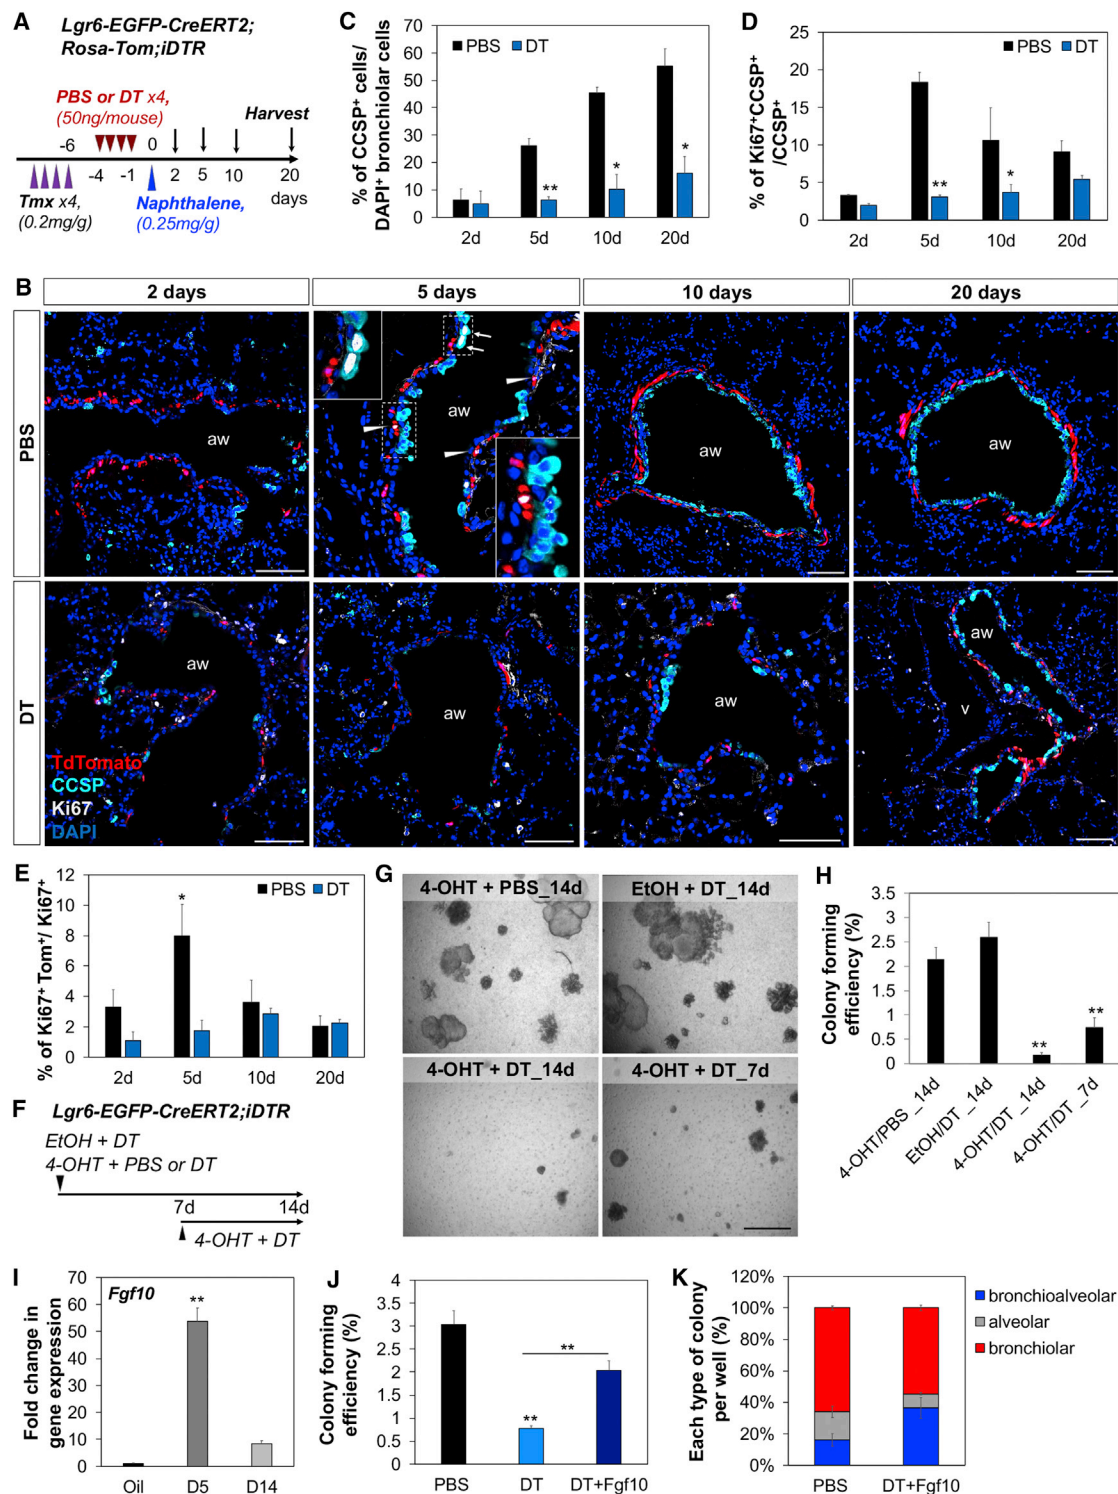 A
Lgr6-EGFP-CreERT2;
Rosa-Tom;iDTR
PBS or DT x4,
(50ng/mouse)
Harvest
-6
0
-4
-1
2
5
10
20
days
Tmx x4,
(0.2mg/g)
Naphthalene,
(0.25mg/g)
C
% of CCSP⁺ cells/
DAPI⁺ bronchiolar cells
70
60
50
40
30
20
10
0
PBS
DT
**
*
*
2d
5d
10d
20d
D
% of Ki67⁺CCSP⁺
/CCSP⁺
25
20
15
10
5
0
PBS
DT
**
*
2d
5d
10d
20d
B
2 days
5 days
10 days
20 days
PBS
aw
aw
aw
aw
DT
aw
aw
aw
aw
v
TdTomato
CCSP
Ki67
DAPI
E
% of Ki67⁺ Tom⁺/ Ki67⁺
12
10
8
6
4
2
0
PBS
DT
*
2d
5d
10d
20d
F
Lgr6-EGFP-CreERT2;iDTR
EtOH + DT
4-OHT + PBS or DT
7d
14d
4-OHT + DT
G
4-OHT + PBS_14d
EtOH + DT_14d
4-OHT + DT_14d
4-OHT + DT_7d
H
Colony forming
efficiency (%)
3.5
3
2.5
2
1.5
1
0.5
0
**
**
4-OHT/PBS_14d
EtOH/DT_14d
4-OHT/DT_14d
4-OHT/DT_7d
I
Fgf10
Fold change in
gene expression
70
60
50
40
30
20
10
0
**
Oil
D5
D14
J
Colony forming
efficiency (%)
4
3.5
3
2.5
2
1.5
1
0.5
0
**
**
PBS
DT
DT+Fgf10
K
Each type of colony
per well (%)
120%
100%
80%
60%
40%
20%
0%
PBS
DT+Fgf10
bronchioalveolar
alveolar
bronchiolar